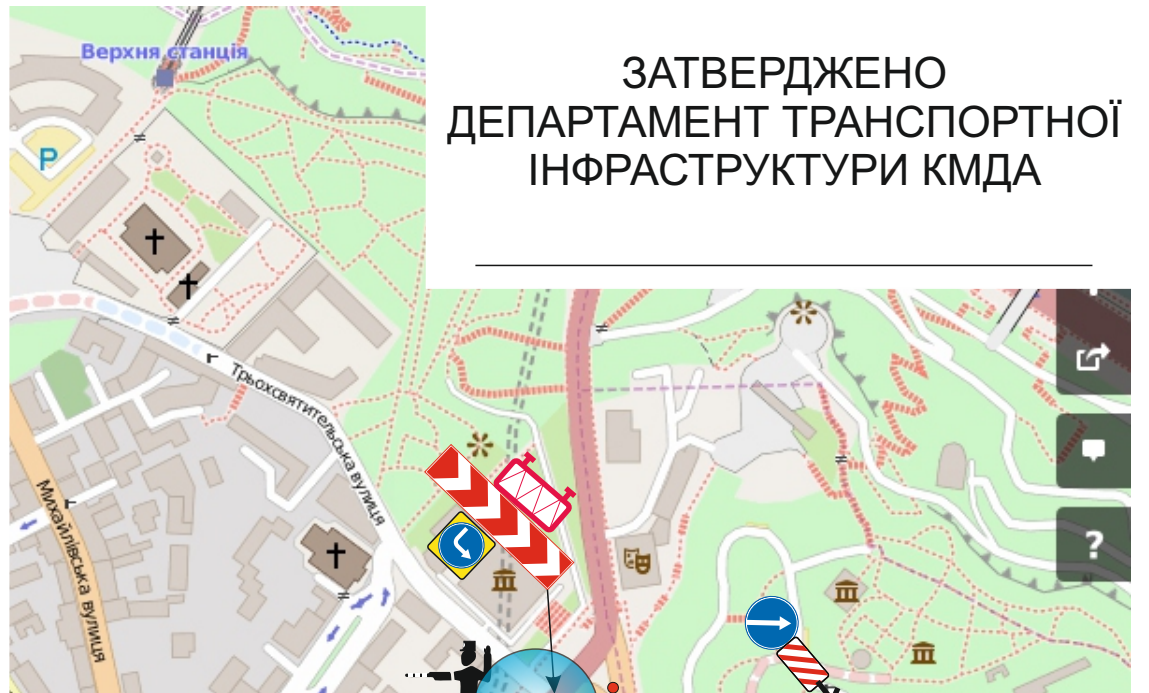 Верхня станція
ЗАТВЕРДЖЕНО
ДЕПАРТАМЕНТ ТРАНСПОРТНОЇ
ІНФРАСТРУКТУРИ КМДА
P
Трьохсвятительська вулиця
Михайлівська вулиця
?